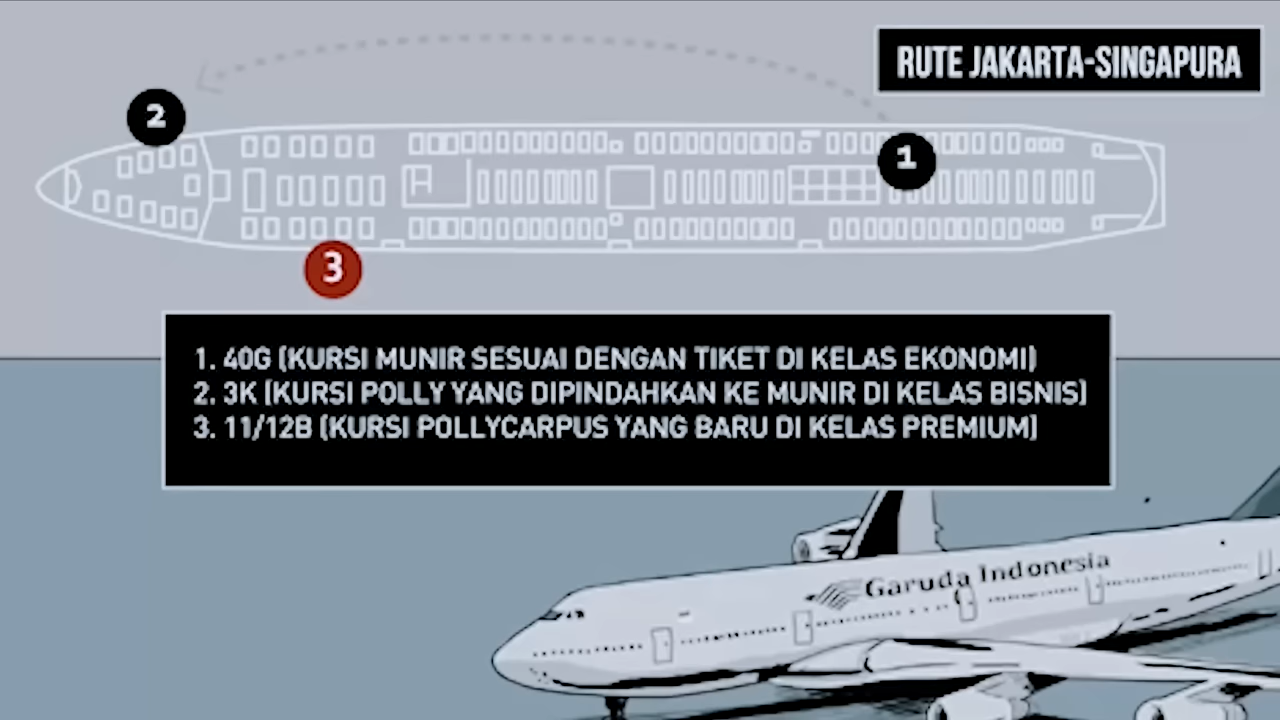 RUTE JAKARTA-SINGAPURA
2
1
3
1. 40G (KURSI MUNIR SESUAI DENGAN TIKET DI KELAS EKONOMI)
2. 3K (KURSI POLLY YANG DIPINDAHKAN KE MUNIR DI KELAS BISNIS)
3. 11/12B (KURSI POLLYCARPUS YANG BARU DI KELAS PREMIUM)
Garuda Indonesia